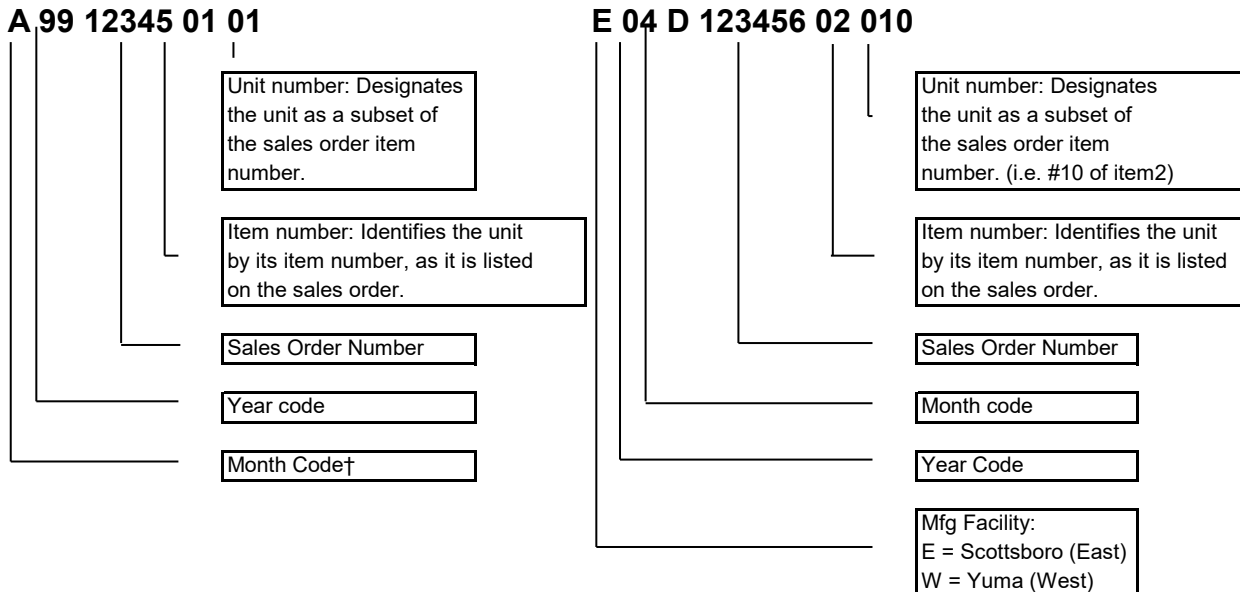 A 99 12345 01 01
Unit number: Designates
the unit as a subset of
the sales order item
number.
Item number: Identifies the unit
by its item number, as it is listed
on the sales order.
Sales Order Number
Year code
Month Code†
E 04 D 123456 02 010
Unit number: Designates
the unit as a subset of
the sales order item
number. (i.e. #10 of item2)
Item number: Identifies the unit
by its item number, as it is listed
on the sales order.
Sales Order Number
Month code
Year Code
Mfg Facility:
E = Scottsboro (East)
W = Yuma (West)